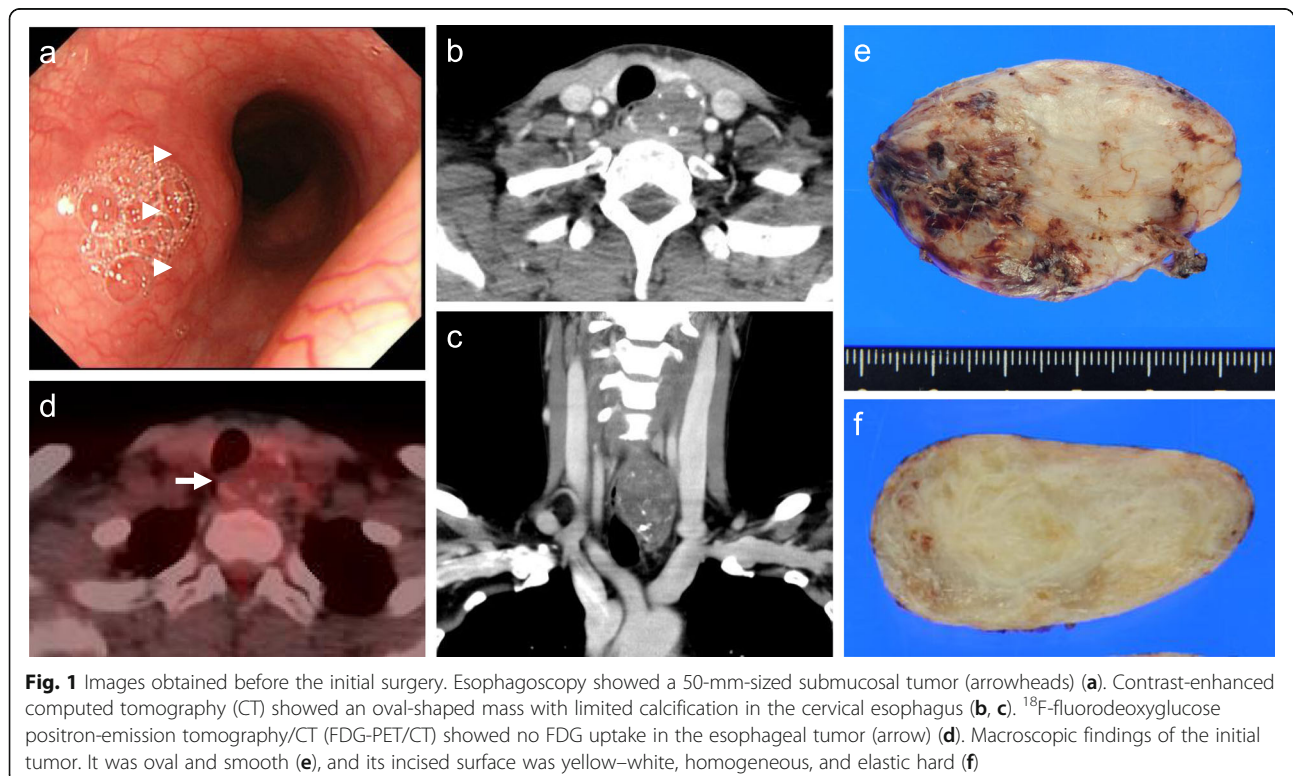 a
b
e
c
d
f
Fig. 1 Images obtained before the initial surgery. Esophagoscopy showed a 50-mm-sized submucosal tumor (arrowheads) (a). Contrast-enhanced
computed tomography (CT) showed an oval-shaped mass with limited calcification in the cervical esophagus (b, c). ¹⁸F-fluorodeoxyglucose
positron-emission tomography/CT (FDG-PET/CT) showed no FDG uptake in the esophageal tumor (arrow) (d). Macroscopic findings of the initial
tumor. It was oval and smooth (e), and its incised surface was yellow–white, homogeneous, and elastic hard (f)